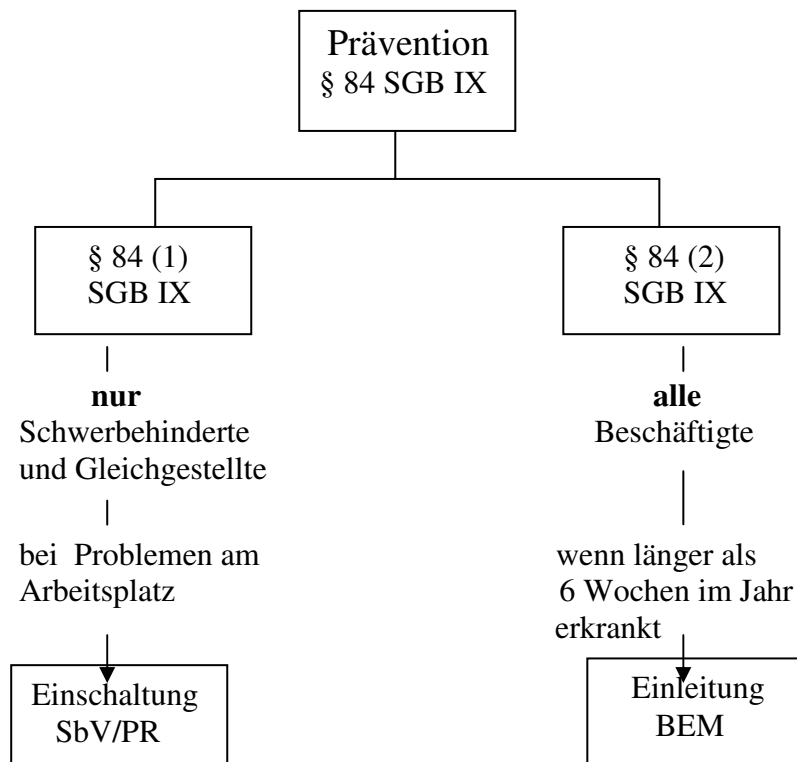 Prävention
§ 84 SGB IX
§ 84 (1)
SGB IX
nur
Schwerbehinderte
und Gleichgestellte
bei Problemen am
Arbeitsplatz
Einschaltung
SbV/PR
§ 84 (2)
SGB IX
alle
Beschäftigte
wenn länger als
6 Wochen im Jahr
erkrankt
Einleitung
BEM